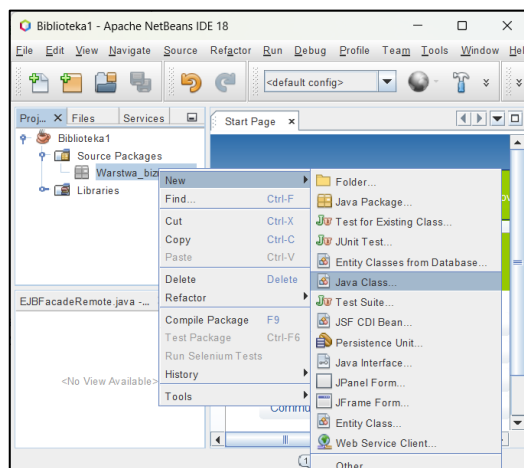 Biblioteka1 - Apache NetBeans IDE 18
File Edit View Navigate Source Refactor Run Debug Profile Team Tools Window Help
<default config>
Proj... Files Services
Start Page
Biblioteka1
Source Packages
Warstwa_biz
Libraries
New
Find... Ctrl-F
Cut Ctrl-X
Copy Ctrl-C
Paste Ctrl-V
Delete Delete
Refactor
Compile Package F9
Test Package Ctrl-F6
Run Selenium Tests
History
Tools
Folder...
Java Package...
Test for Existing Class...
JUnit Test...
Entity Classes from Database...
Java Class...
Test Suite...
JSF CDI Bean...
Persistence Unit...
Java Interface...
JPanel Form...
JFrame Form...
Entity Class...
Web Service Client...
Other...
EJBFacadeRemote.java -...
<No View Available>
Commu